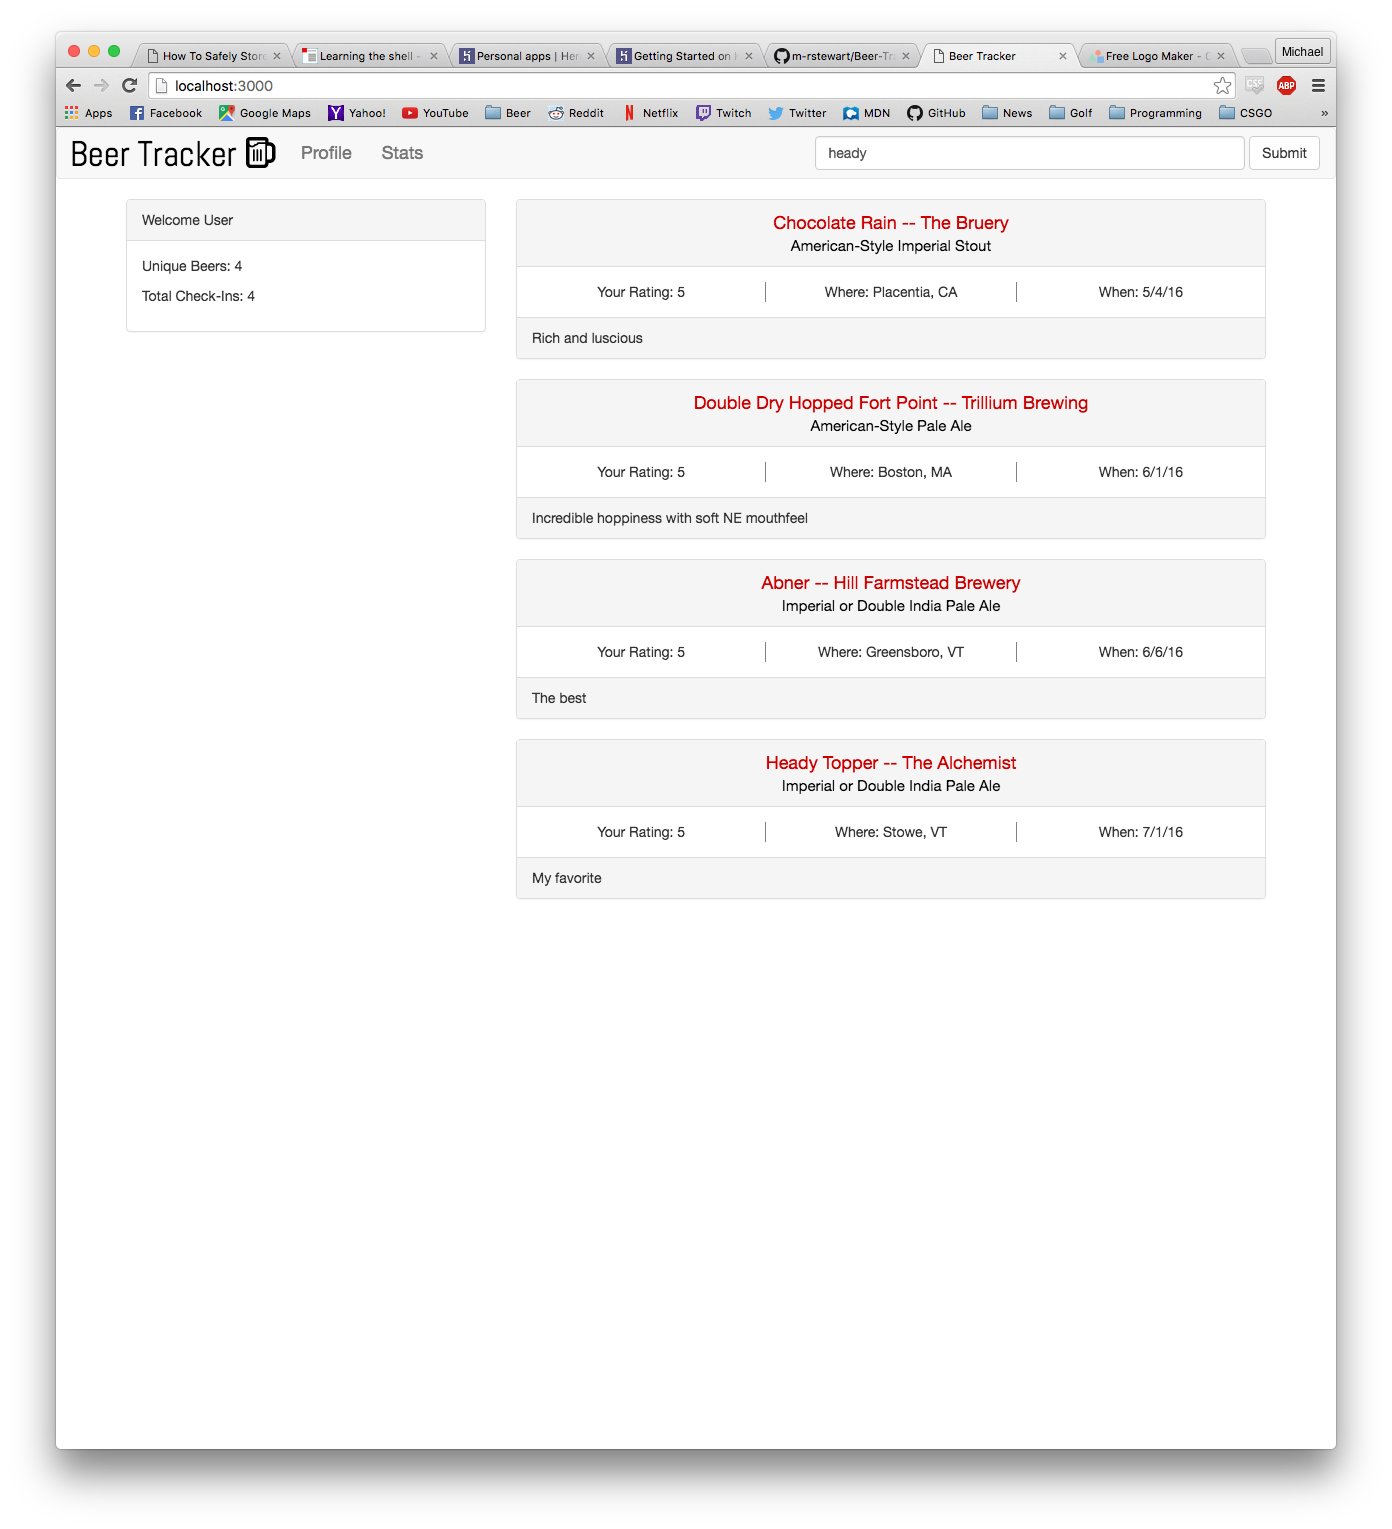 How To Safely Store
Learning the shell -
Personal apps | Her
Getting Started on
m-rstewart/Beer-Tr
Beer Tracker
Free Logo Maker -
Michael
localhost:3000
CSS
ABP
Apps
Facebook
Google Maps
Yahoo!
YouTube
Beer
Reddit
Netflix
Twitch
Twitter
MDN
GitHub
News
Golf
Programming
CSGO
»
Beer Tracker
Profile
Stats
heady
Submit
Welcome User
Unique Beers: 4
Total Check-Ins: 4
Chocolate Rain -- The Bruery
American-Style Imperial Stout
Your Rating: 5
Where: Placentia, CA
When: 5/4/16
Rich and luscious
Double Dry Hopped Fort Point -- Trillium Brewing
American-Style Pale Ale
Your Rating: 5
Where: Boston, MA
When: 6/1/16
Incredible hoppiness with soft NE mouthfeel
Abner -- Hill Farmstead Brewery
Imperial or Double India Pale Ale
Your Rating: 5
Where: Greensboro, VT
When: 6/6/16
The best
Heady Topper -- The Alchemist
Imperial or Double India Pale Ale
Your Rating: 5
Where: Stowe, VT
When: 7/1/16
My favorite